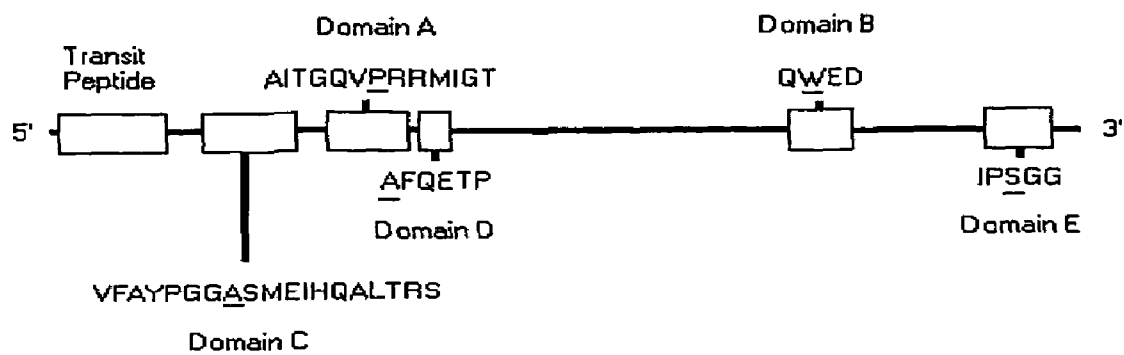 Domain A
Domain B
Transit
Peptide
AITGQVPRRMIGT
QWED
5'
3'
AFQETP
IPSGG
Domain D
Domain E
VFAYPGGASMEIHQALTRS
Domain C